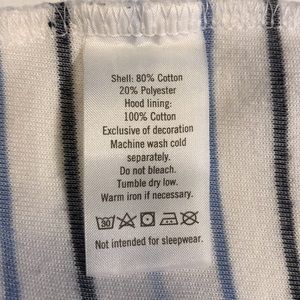 Shell: 80% Cotton
20% Polyester
Hood lining:
100% Cotton
Exclusive of decoration
Machine wash cold
separately.
Do not bleach.
Tumble dry low.
Warm iron if necessary.
30
Not intended for sleepwear.